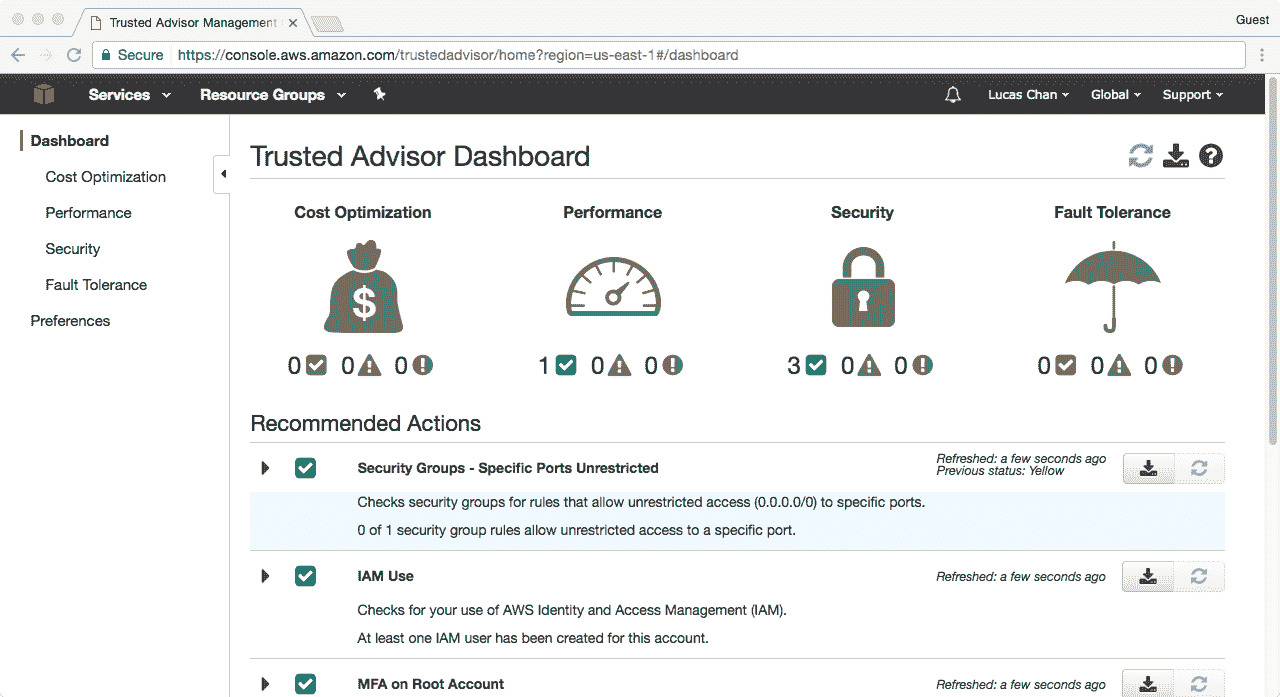 Trusted Advisor Management
Guest
Secure https://console.aws.amazon.com/trustedadvisor/home?region=us-east-1#/dashboard
Services Resource Groups Lucas Chan Global Support
Dashboard
Cost Optimization
Performance
Security
Fault Tolerance
Preferences
Trusted Advisor Dashboard
Cost Optimization Performance Security Fault Tolerance
$
0 0 0 1 0 0 3 0 0 0 0 0
Recommended Actions
Security Groups - Specific Ports Unrestricted
Refreshed: a few seconds ago
Previous status: Yellow
Checks security groups for rules that allow unrestricted access (0.0.0.0/0) to specific ports.
0 of 1 security group rules allow unrestricted access to a specific port.
IAM Use Refreshed: a few seconds ago
Checks for your use of AWS Identity and Access Management (IAM).
At least one IAM user has been created for this account.
MFA on Root Account Refreshed: a few seconds ago